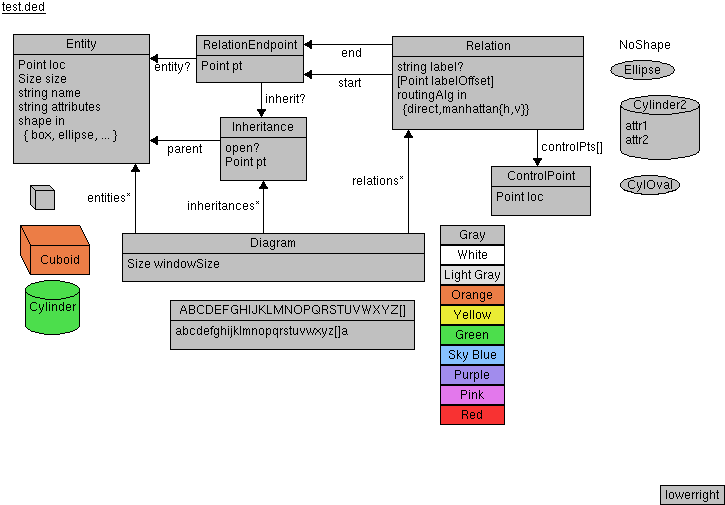 test.ded
Entity
Point loc
Size size
string name
string attributes
shape in
{ box, ellipse, ... }
entity?
RelationEndpoint
Point pt
end
start
Relation
string label?
[Point labelOffset]
routingAlg in
{direct,manhattan{h,v}}
NoShape
Ellipse
Cylinder2
attr1
attr2
CylOval
inherit?
Inheritance
open?
Point pt
parent
controlPts[]
ControlPoint
Point loc
entities*
inheritances*
relations*
Diagram
Size windowSize
Cuboid
Cylinder
ABCDEFGHIJKLMNOPQRSTUVWXYZ[]
abcdefghijklmnopqrstuvwxyz[]a
Gray
White
Light Gray
Orange
Yellow
Green
Sky Blue
Purple
Pink
Red
lowerright